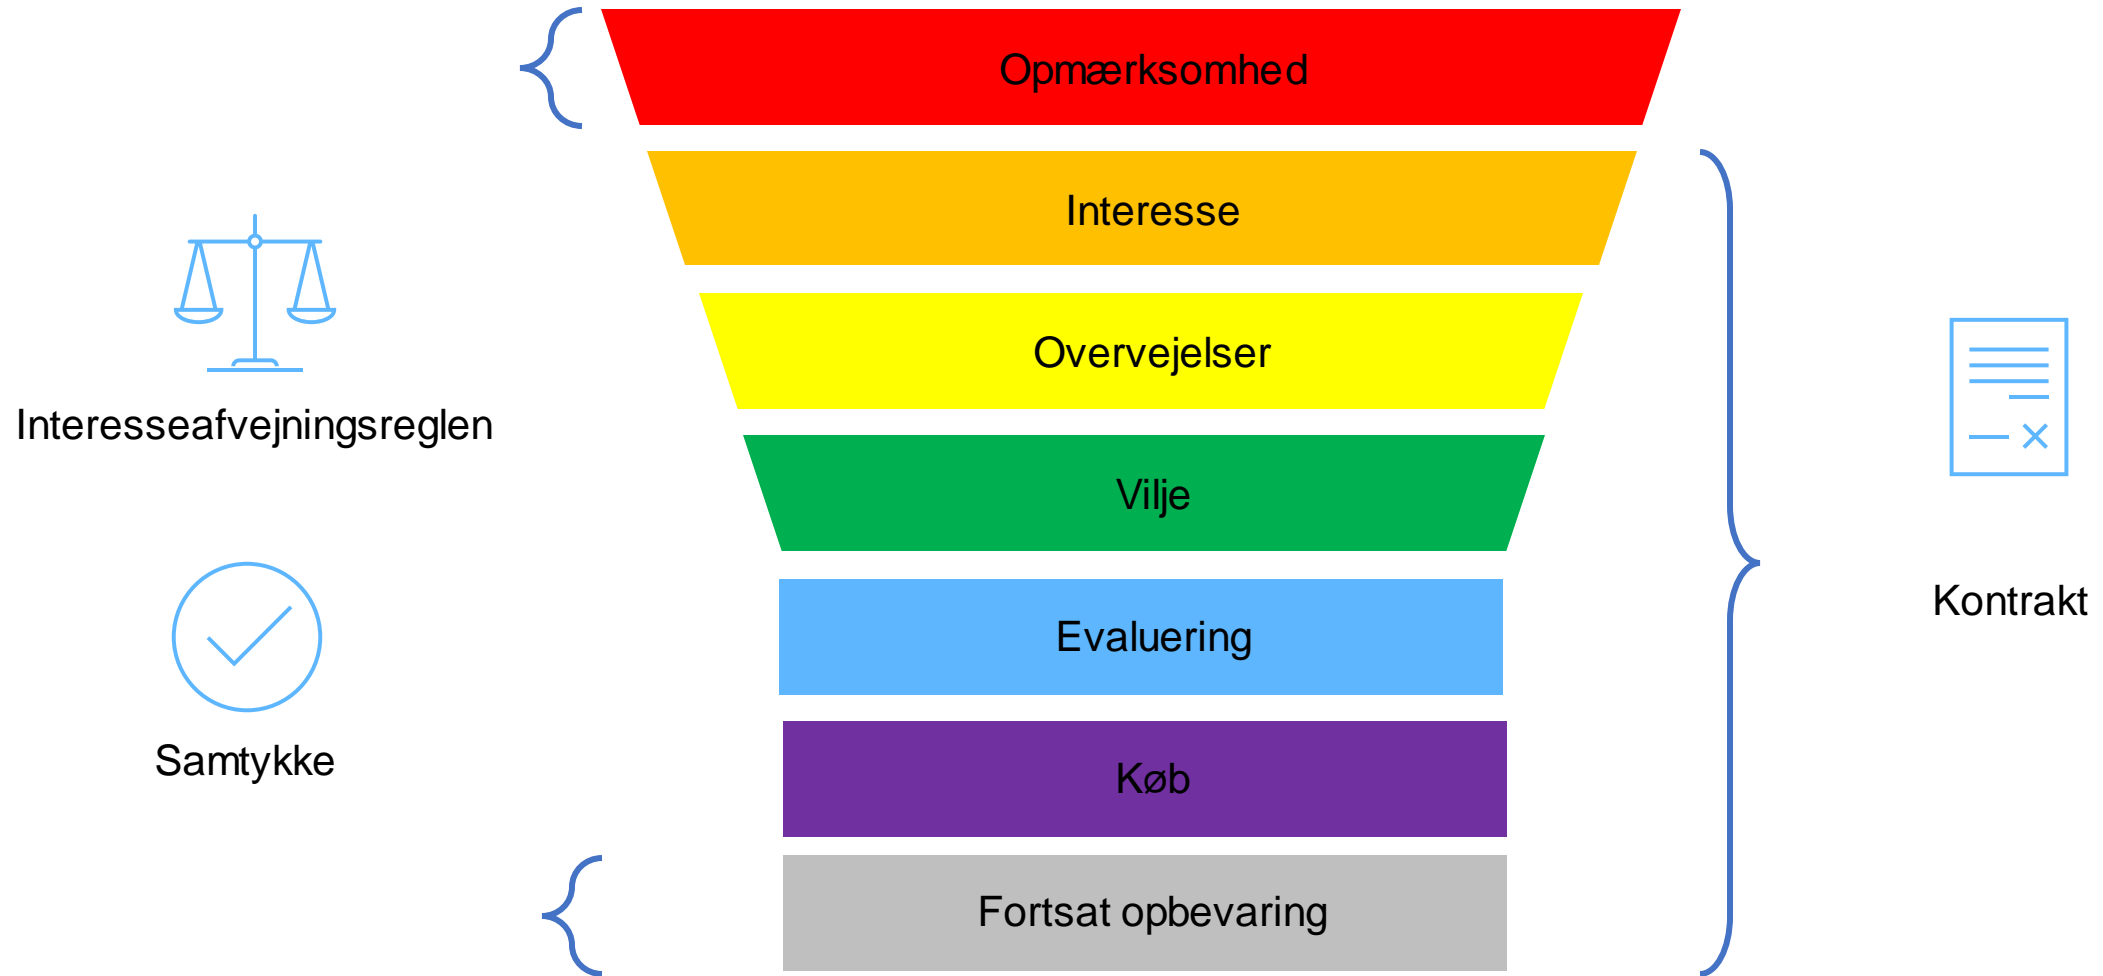 Opmærksomhed
Interesse
Overvejelser
Interesseafvejningsreglen
Vilje
Kontrakt
Evaluering
Samtykke
Køb
Fortsat opbevaring